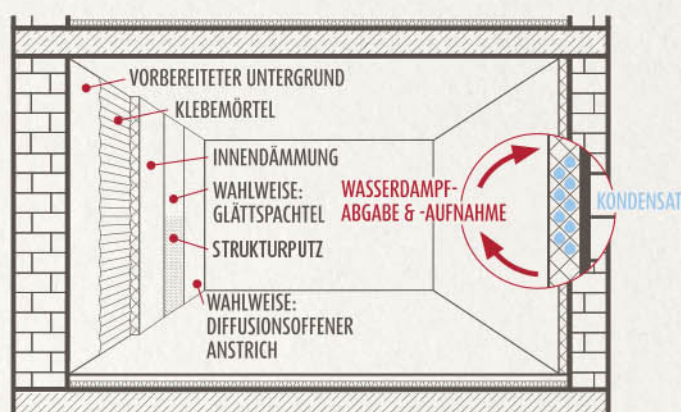 VORBEREITETER UNTERGRUND
KLEBEMÖRTEL
INNENDÄMMUNG
WAHLWEISE:
GLÄTTSPACHTEL
STRUKTURPUTZ
WAHLWEISE:
DIFFUSIONSOFFENER
ANSTRICH
WASSERDAMPF-
ABGABE & -AUFNAHME
KONDENSAT